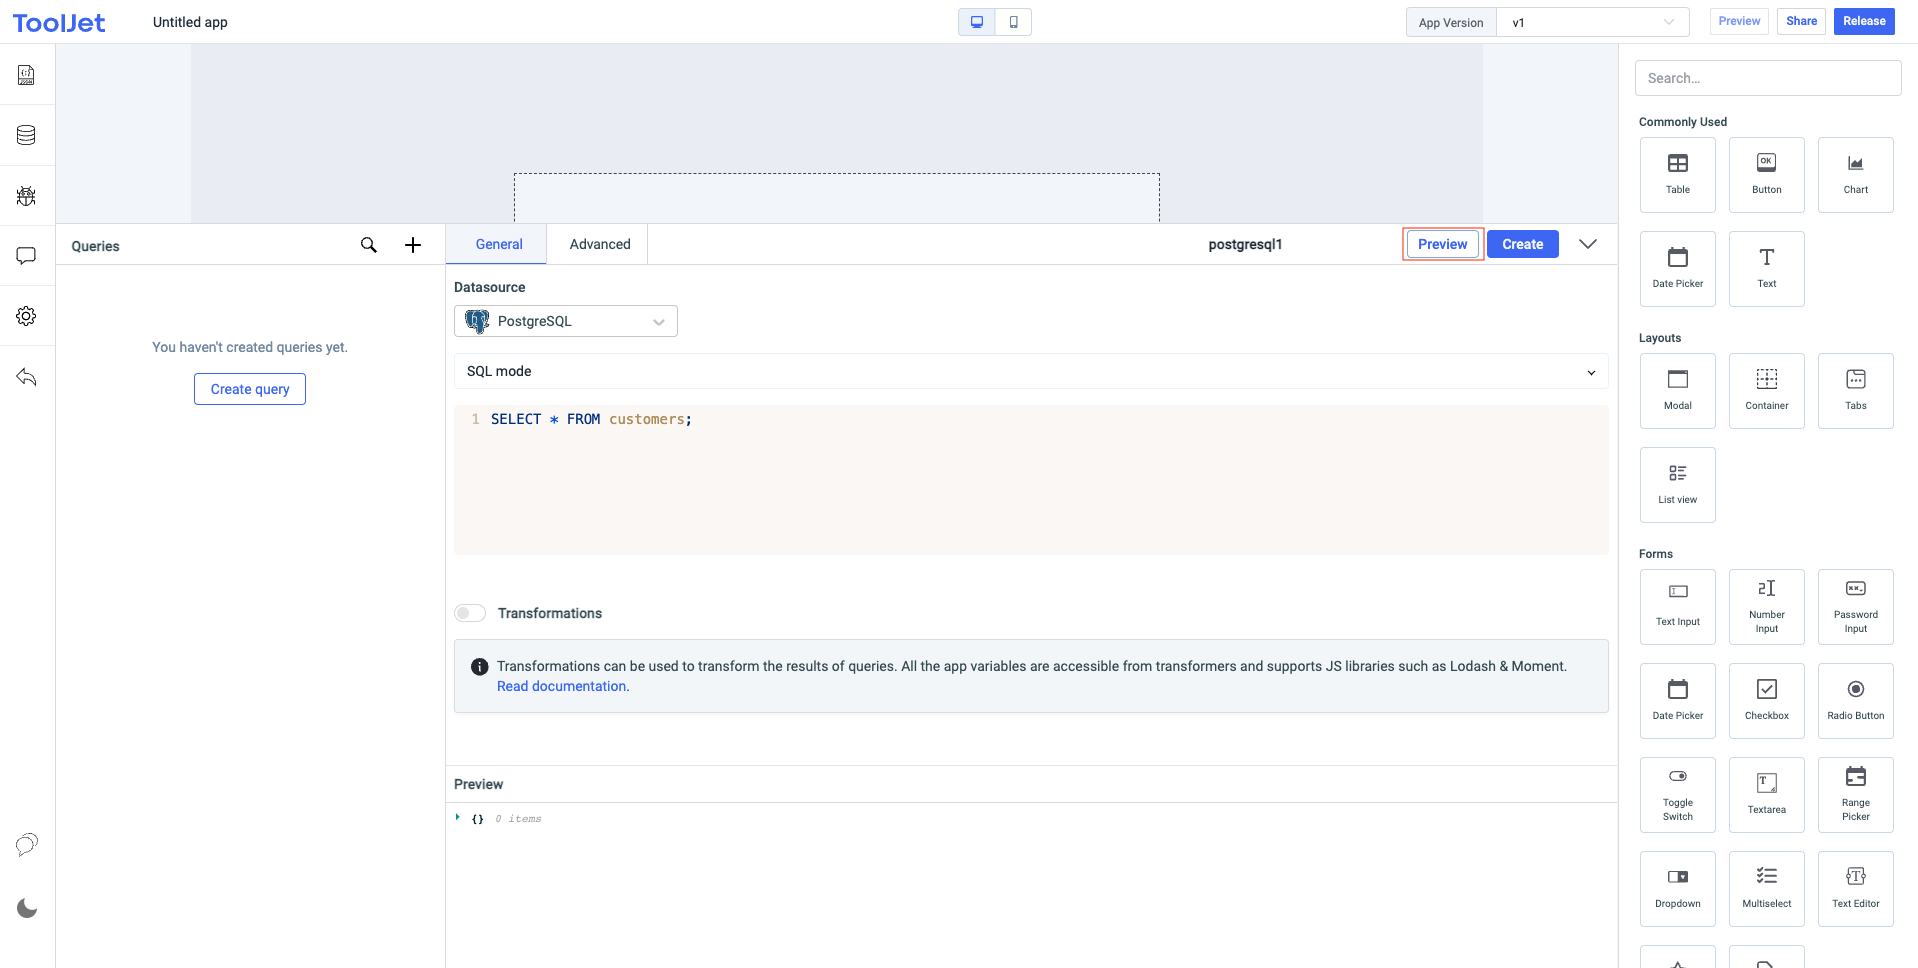 ToolJet
Untitled app
App Version
v1
Preview
Share
Release
Queries
You haven't created queries yet.
Create query
General
Advanced
postgresql1
Preview
Create
Datasource
PostgreSQL
SQL mode
1 SELECT * FROM customers;
Transformations
Transformations can be used to transform the results of queries. All the app variables are accessible from transformers and supports JS libraries such as Lodash & Moment.
Read documentation.
Preview
{} 0 items
Search...
Commonly Used
Table
OK
Button
Chart
Date Picker
Text
Layouts
Modal
Container
Tabs
List view
Forms
Text Input
Number
Input
Password
Input
Date Picker
Checkbox
Radio Button
Toggle
Switch
Textarea
Range
Picker
Dropdown
Multiselect
Text Editor